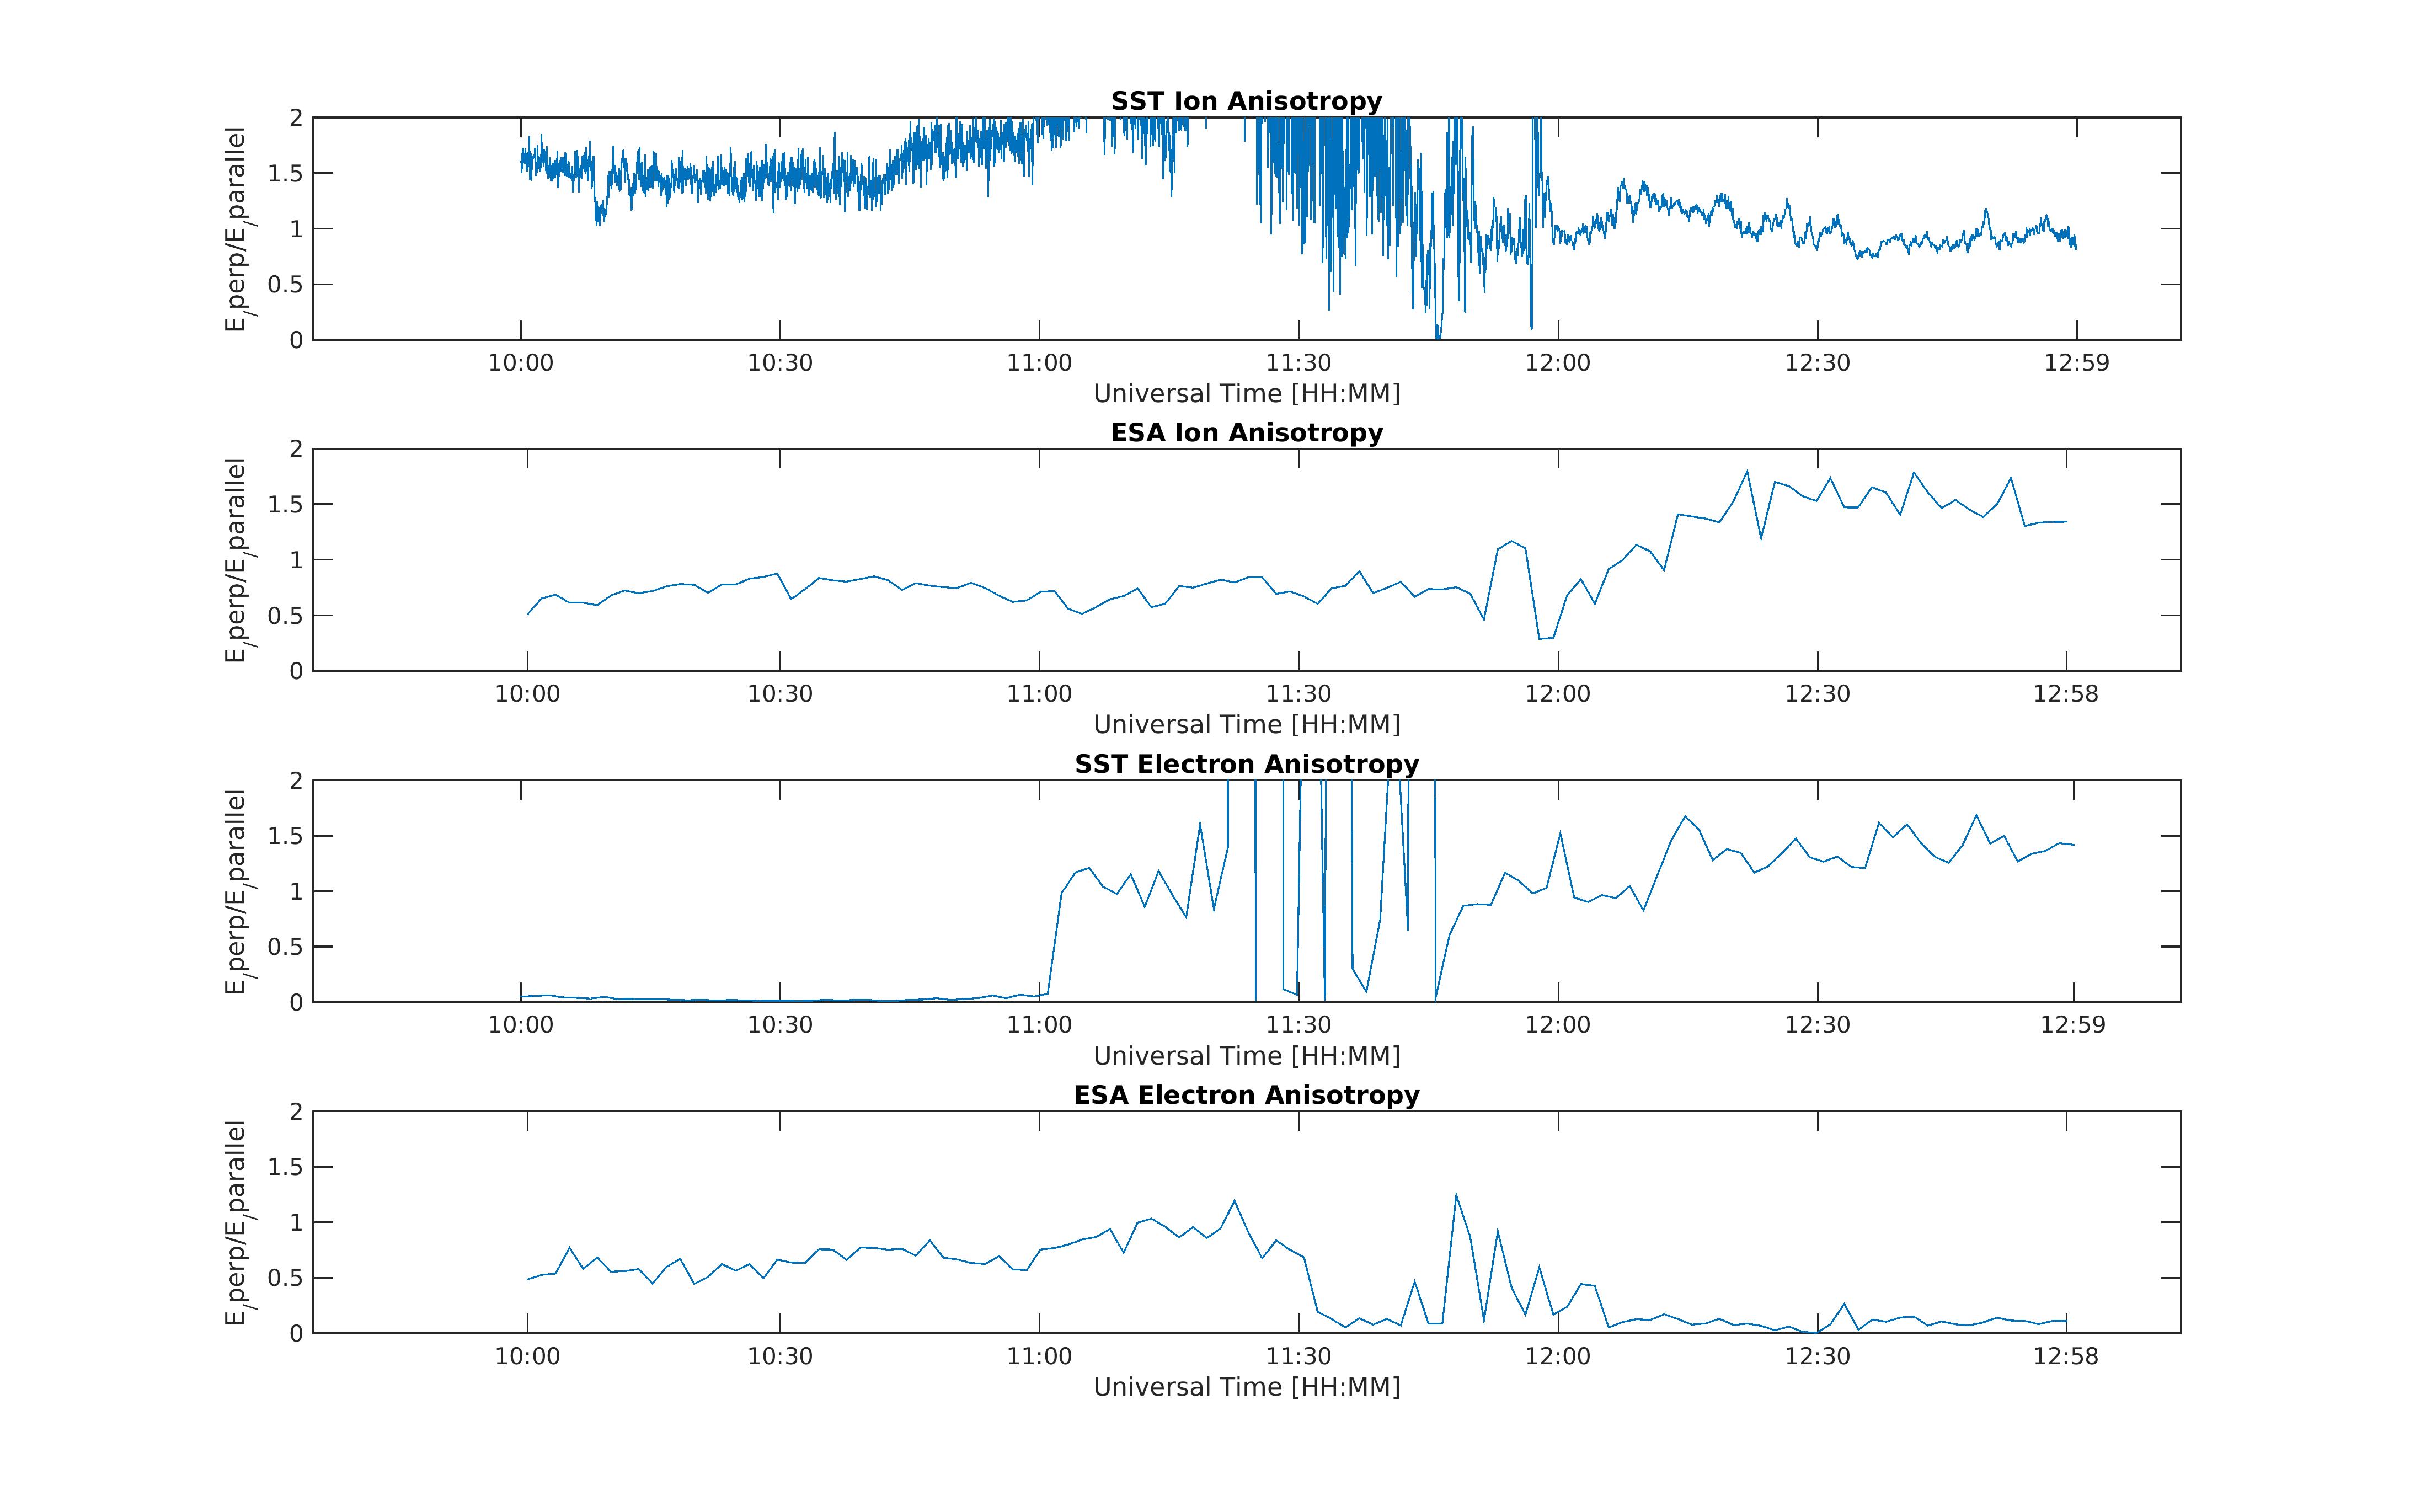 SST Ion Anisotropy
2
1.5
1
0.5
0
E/perp/E/parallel
10:00 10:30 11:00 11:30 12:00 12:30 12:59
Universal Time [HH:MM]
ESA Ion Anisotropy
2
1.5
1
0.5
0
E/perp/E/parallel
10:00 10:30 11:00 11:30 12:00 12:30 12:58
Universal Time [HH:MM]
SST Electron Anisotropy
2
1.5
1
0.5
0
E/perp/E/parallel
10:00 10:30 11:00 11:30 12:00 12:30 12:59
Universal Time [HH:MM]
ESA Electron Anisotropy
2
1.5
1
0.5
0
E/perp/E/parallel
10:00 10:30 11:00 11:30 12:00 12:30 12:58
Universal Time [HH:MM]